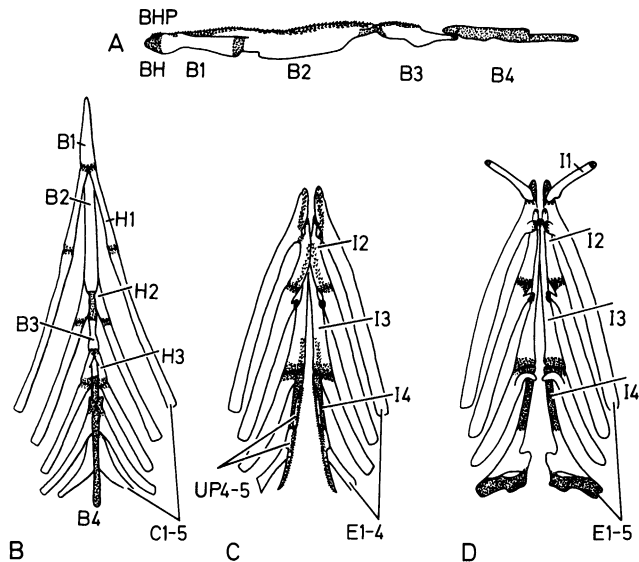 BHP
A
BH B1 B2 B3 B4
B1
B2
H1
H2
B3
H3
B4
C1-5
B
I2
I3
I4
UP4-5
E1-4
C
I1
I2
I3
I4
E1-5
D